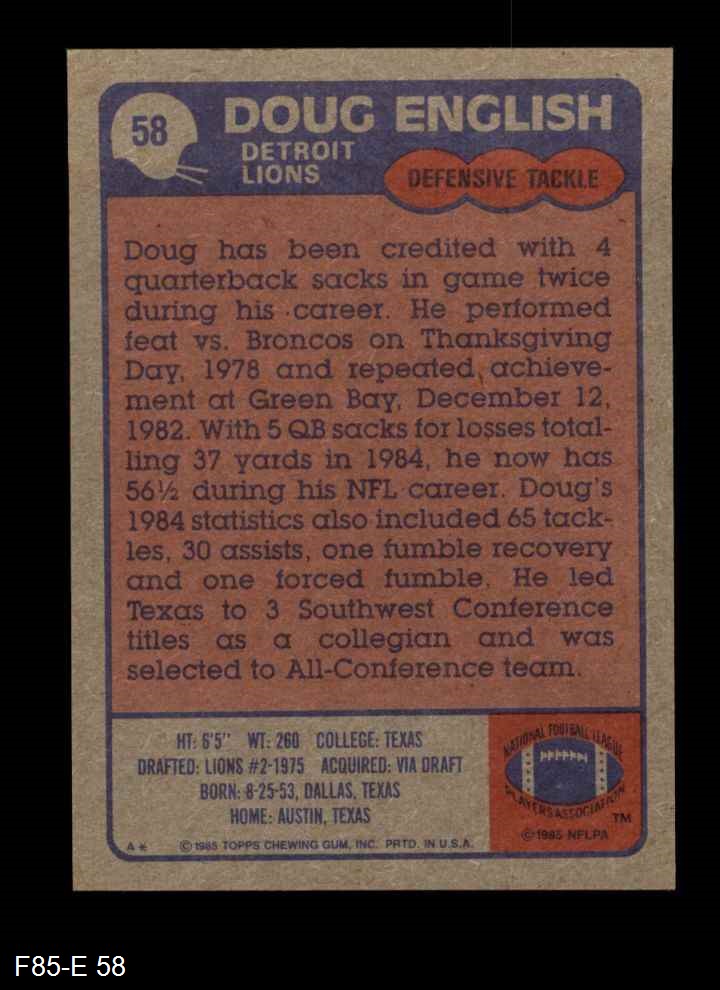 58
DOUG ENGLISH
DETROIT
LIONS
DEFENSIVE TACKLE
Doug has been credited with 4
quarterback sacks in game twice
during his career. He performed
feat vs. Broncos on Thanksgiving
Day, 1978 and repeated achieve-
ment at Green Bay, December 12,
1982. With 5 QB sacks for losses total-
ling 37 yards in 1984, he now has
56½ during his NFL career. Doug's
1984 statistics also included 65 tack-
les, 30 assists, one fumble recovery
and one forced fumble. He led
Texas to 3 Southwest Conference
titles as a collegian and was
selected to All-Conference team.
HT: 6'5" WT: 260 COLLEGE: TEXAS
DRAFTED: LIONS #2-1975 ACQUIRED: VIA DRAFT
BORN: 8-25-53, DALLAS, TEXAS
HOME: AUSTIN, TEXAS
A* © 1985 TOPPS CHEWING GUM, INC. PRTD. IN U.S.A.
NATIONAL FOOTBALL LEAGUE
PLAYERS ASSOCIATION
TM
© 1985 NFLPA
F85-E 58